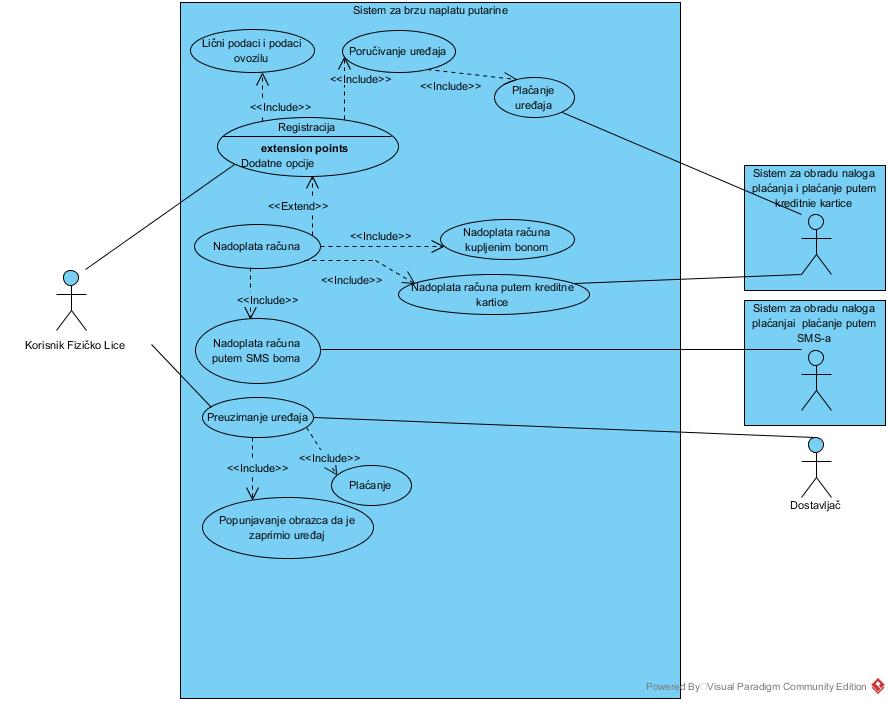 Sistem za brzu naplatu putarine
Lični podaci i podaci
ovozilu
Poručivanje uređaja
<<Include>>
<<Include>>
<<Include>>
Plaćanje
uređaja
Registracija
extension points
Dodatne opcije
<<Extend>>
Nadoplata računa
<<Include>>
Nadoplata računa
kupljenim bonom
<<Include>>
Nadoplata računa putem kreditne
kartice
<<Include>>
Nadoplata računa
putem SMS boma
Preuzimanje uređaja
<<Include>>
<<Include>>
Plaćanje
Popunjavanje obrazca da je
zaprimio uređaj
Korisnik Fizičko Lice
Sistem za obradu naloga
plaćanja i plaćanje putem
kreditnie kartice
Sistem za obradu naloga
plaćanjai plaćanje putem
SMS-a
Dostavljač
Powered By Visual Paradigm Community Edition